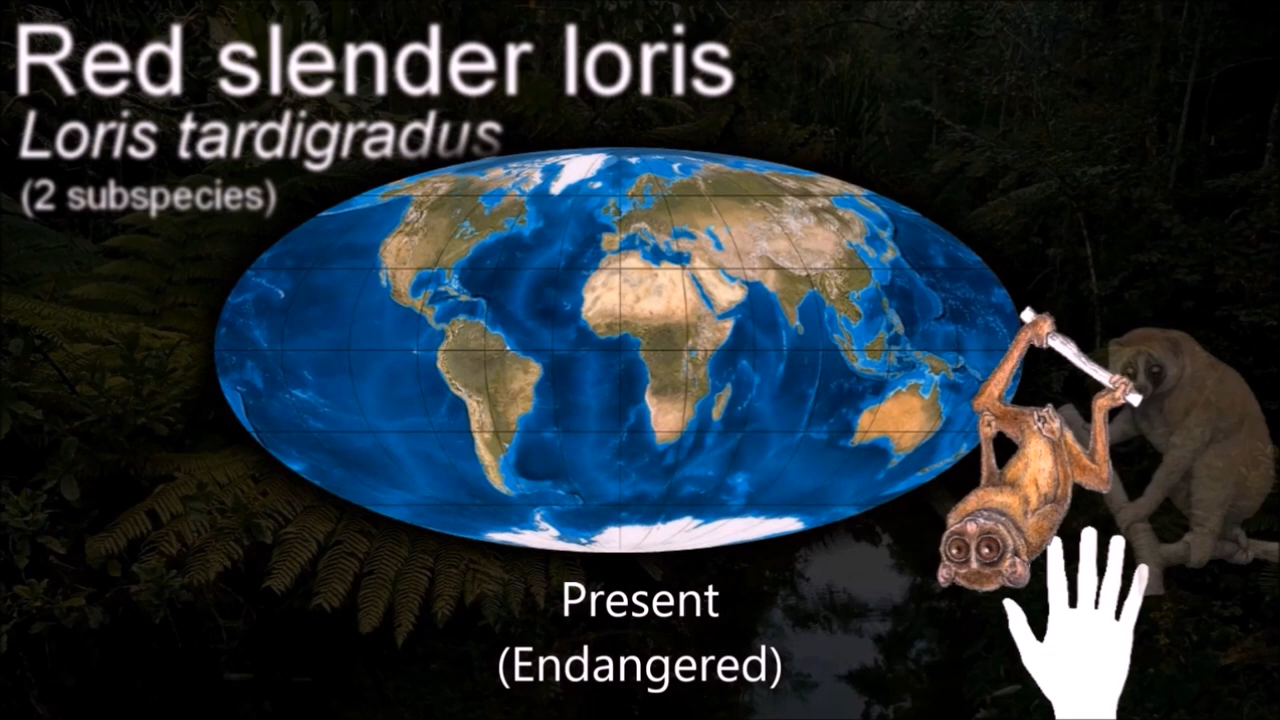 Red slender loris
Loris tardigradus
(2 subspecies)
Present
(Endangered)